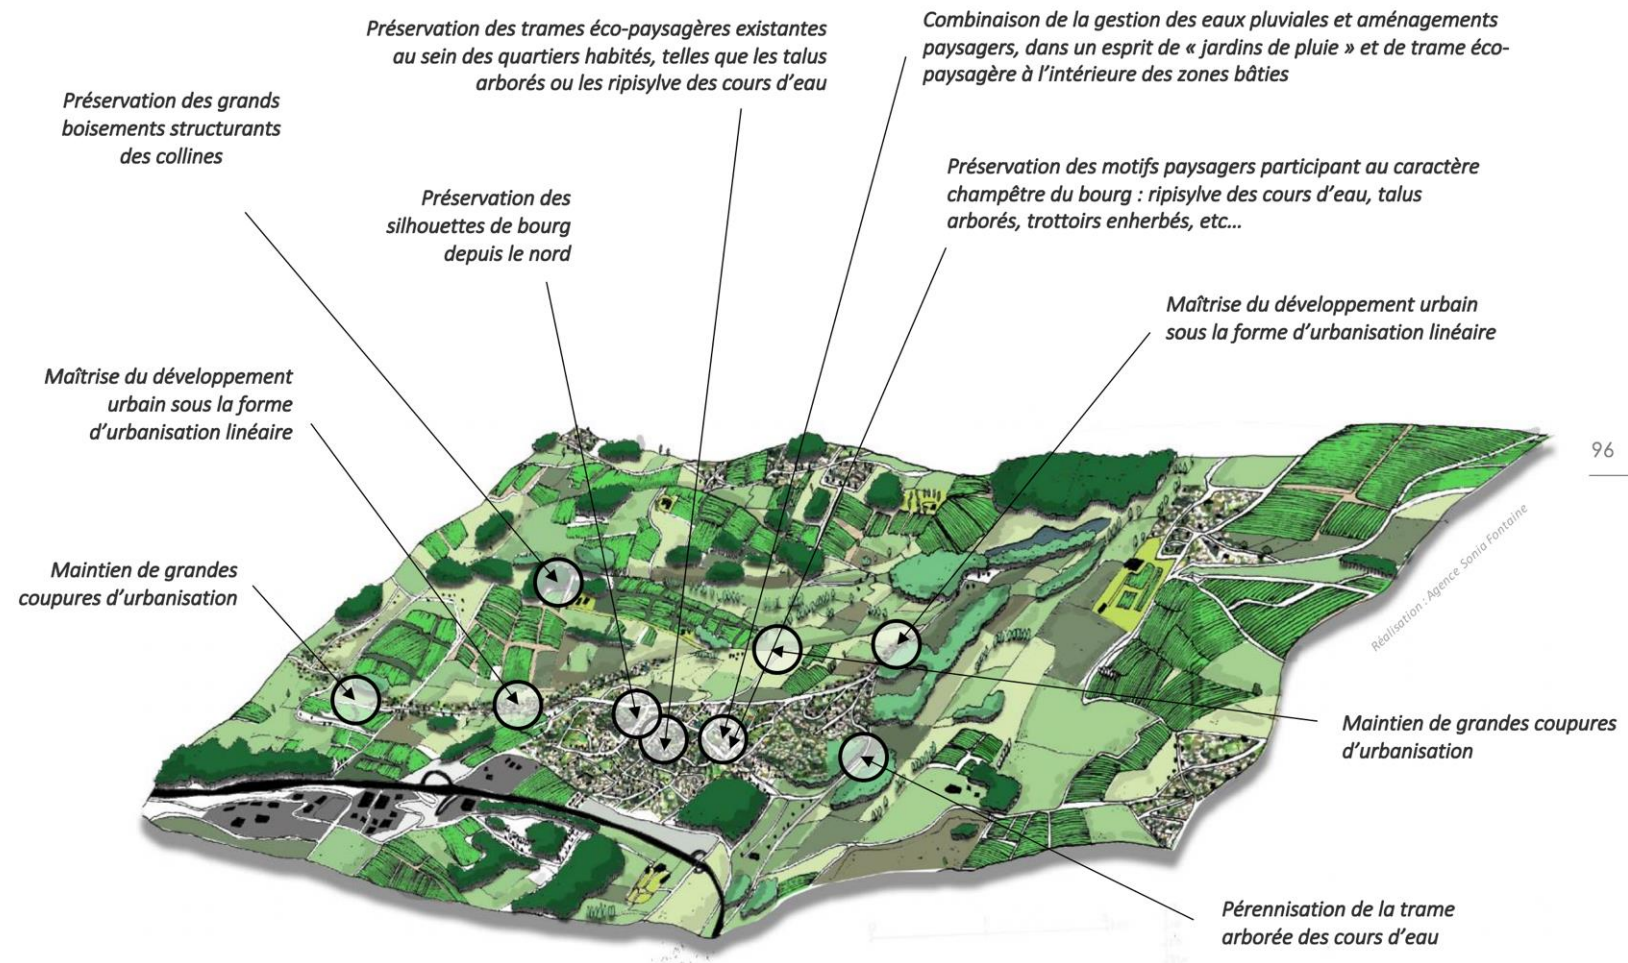 Préservation des trames éco-paysagères existantes
au sein des quartiers habités, telles que les talus
arborés ou les ripisylve des cours d'eau
Combinaison de la gestion des eaux pluviales et aménagements
paysagers, dans un esprit de « jardins de pluie » et de trame éco-
paysagère à l'intérieure des zones bâties
Préservation des grands
boisements structurants
des collines
Préservation des motifs paysagers participant au caractère
champêtre du bourg : ripisylve des cours d'eau, talus
arborés, trottoirs enherbés, etc...
Préservation des
silhouettes de bourg
depuis le nord
Maîtrise du développement urbain
sous la forme d'urbanisation linéaire
Maîtrise du développement
urbain sous la forme
d'urbanisation linéaire
96
Réalisation : Agence Sonia Fontaine
Maintien de grandes
coupures d'urbanisation
Maintien de grandes coupures
d'urbanisation
Pérennisation de la trame
arborée des cours d'eau